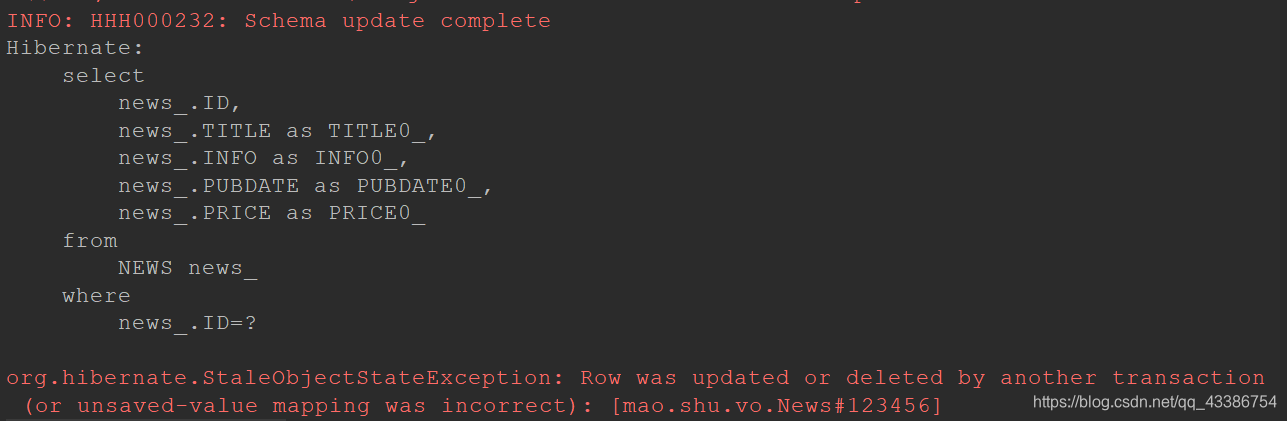 INFO: HHH000232: Schema update complete
Hibernate:
    select
        news_.ID,
        news_.TITLE as TITLE0_,
        news_.INFO as INFO0_,
        news_.PUBDATE as PUBDATE0_,
        news_.PRICE as PRICE0_
    from
        NEWS news_
    where
        news_.ID=?
org.hibernate.StaleObjectStateException: Row was updated or deleted by another transaction
(or unsaved-value mapping was incorrect): [mao.shu.vo.News#123456]
https://blog.csdn.net/qq_43386754